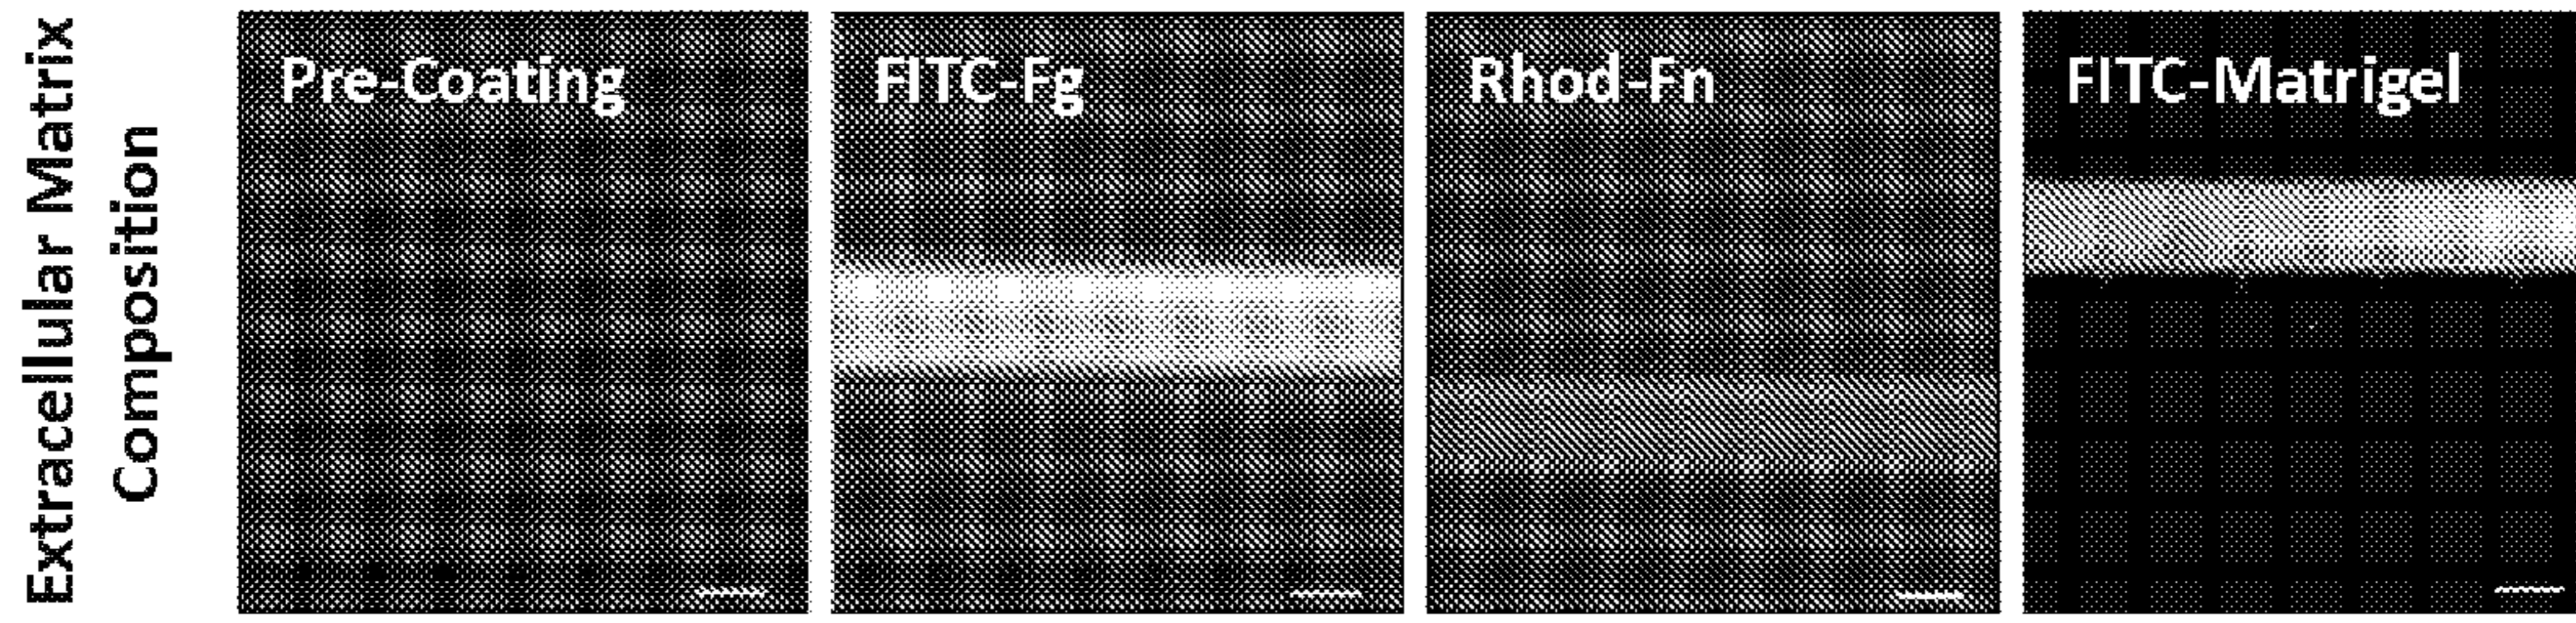 Extracellular Matrix
Composition
Pre-Coating
FITC-Fg
Rhod-Fn
FITC-Matrigel